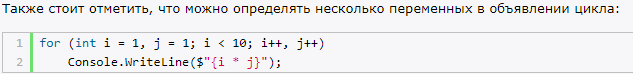 Также стоит отметить, что можно определять несколько переменных в объявлении цикла:
1 for (int i = 1, j = 1; i < 10; i++, j++)
2     Console.WriteLine($"{i * j}");